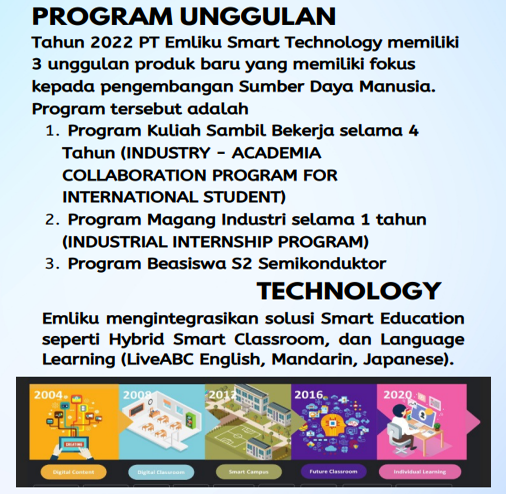 PROGRAM UNGGULAN
Tahun 2022 PT Emliku Smart Technology memiliki
3 unggulan produk baru yang memiliki fokus
kepada pengembangan Sumber Daya Manusia.
Program tersebut adalah
1. Program Kuliah Sambil Bekerja selama 4
Tahun (INDUSTRY - ACADEMIA
COLLABORATION PROGRAM FOR
INTERNATIONAL STUDENT)
2. Program Magang Industri selama 1 tahun
(INDUSTRIAL INTERNSHIP PROGRAM)
3. Program Beasiswa S2 Semikonduktor
TECHNOLOGY
Emliku mengintegrasikan solusi Smart Education
seperti Hybrid Smart Classroom, dan Language
Learning (LiveABC English, Mandarin, Japanese).
2004 2008 2012 2016 2020
Digital Content Digital Classroom Smart Campus Future Classroom Individual Learning